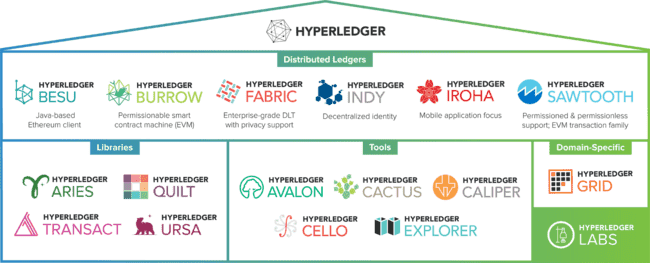 HYPERLEDGER
Distributed Ledgers
HYPERLEDGER
BESU
Java-based
Ethereum client
HYPERLEDGER
BURROW
Permissionable smart
contract machine (EVM)
HYPERLEDGER
FABRIC
Enterprise-grade DLT
with privacy support
HYPERLEDGER
INDY
Decentralized identity
HYPERLEDGER
IROHA
Mobile application focus
HYPERLEDGER
SAWTOOTH
Permissioned & permissionless
support; EVM transaction family
Libraries
HYPERLEDGER
ARIES
HYPERLEDGER
QUILT
HYPERLEDGER
TRANSACT
HYPERLEDGER
URSA
Tools
HYPERLEDGER
AVALON
HYPERLEDGER
CACTUS
HYPERLEDGER
CALIPER
HYPERLEDGER
CELLO
HYPERLEDGER
EXPLORER
Domain-Specific
HYPERLEDGER
GRID
HYPERLEDGER
LABS